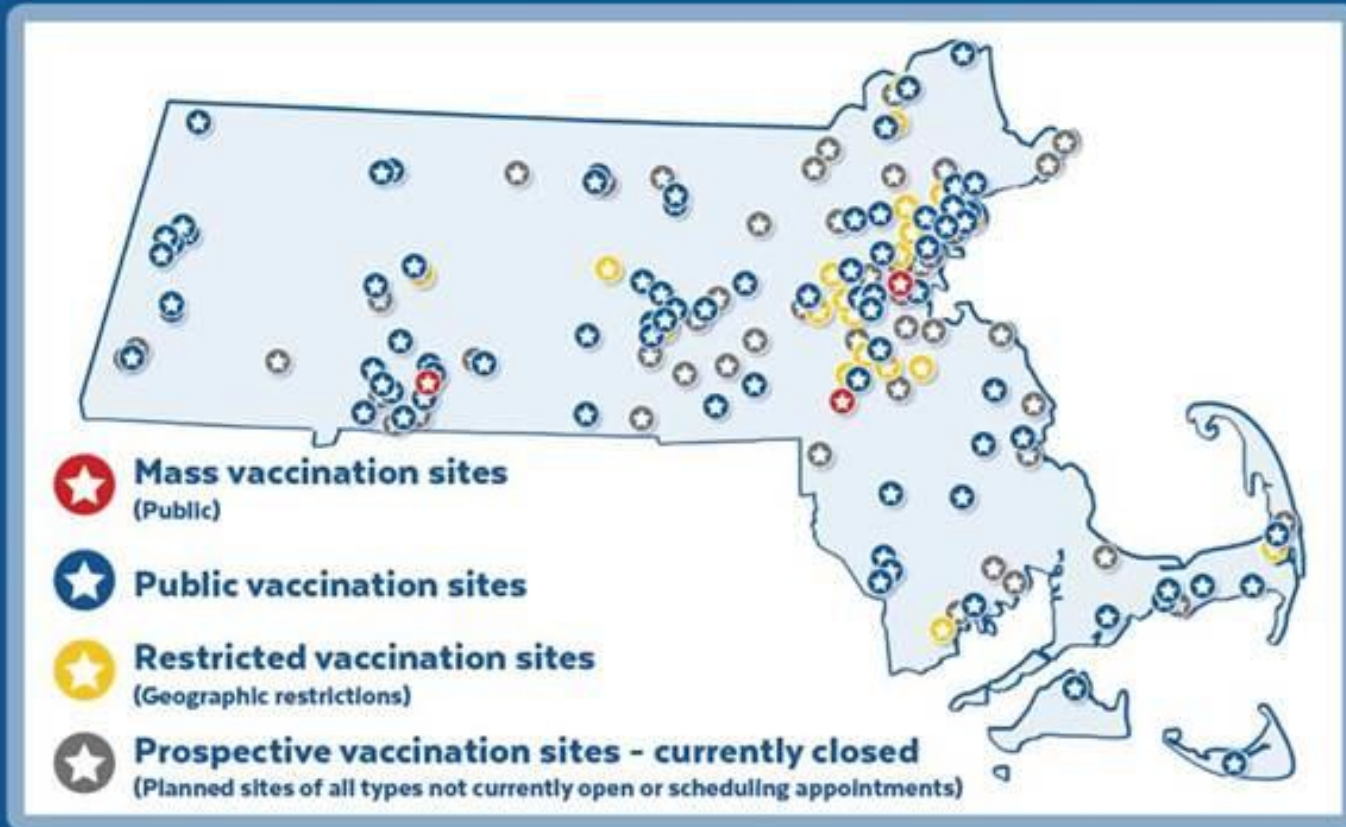 Mass vaccination sites
(Public)
Public vaccination sites
Restricted vaccination sites
(Geographic restrictions)
Prospective vaccination sites - currently closed
(Planned sites of all types not currently open or scheduling appointments)